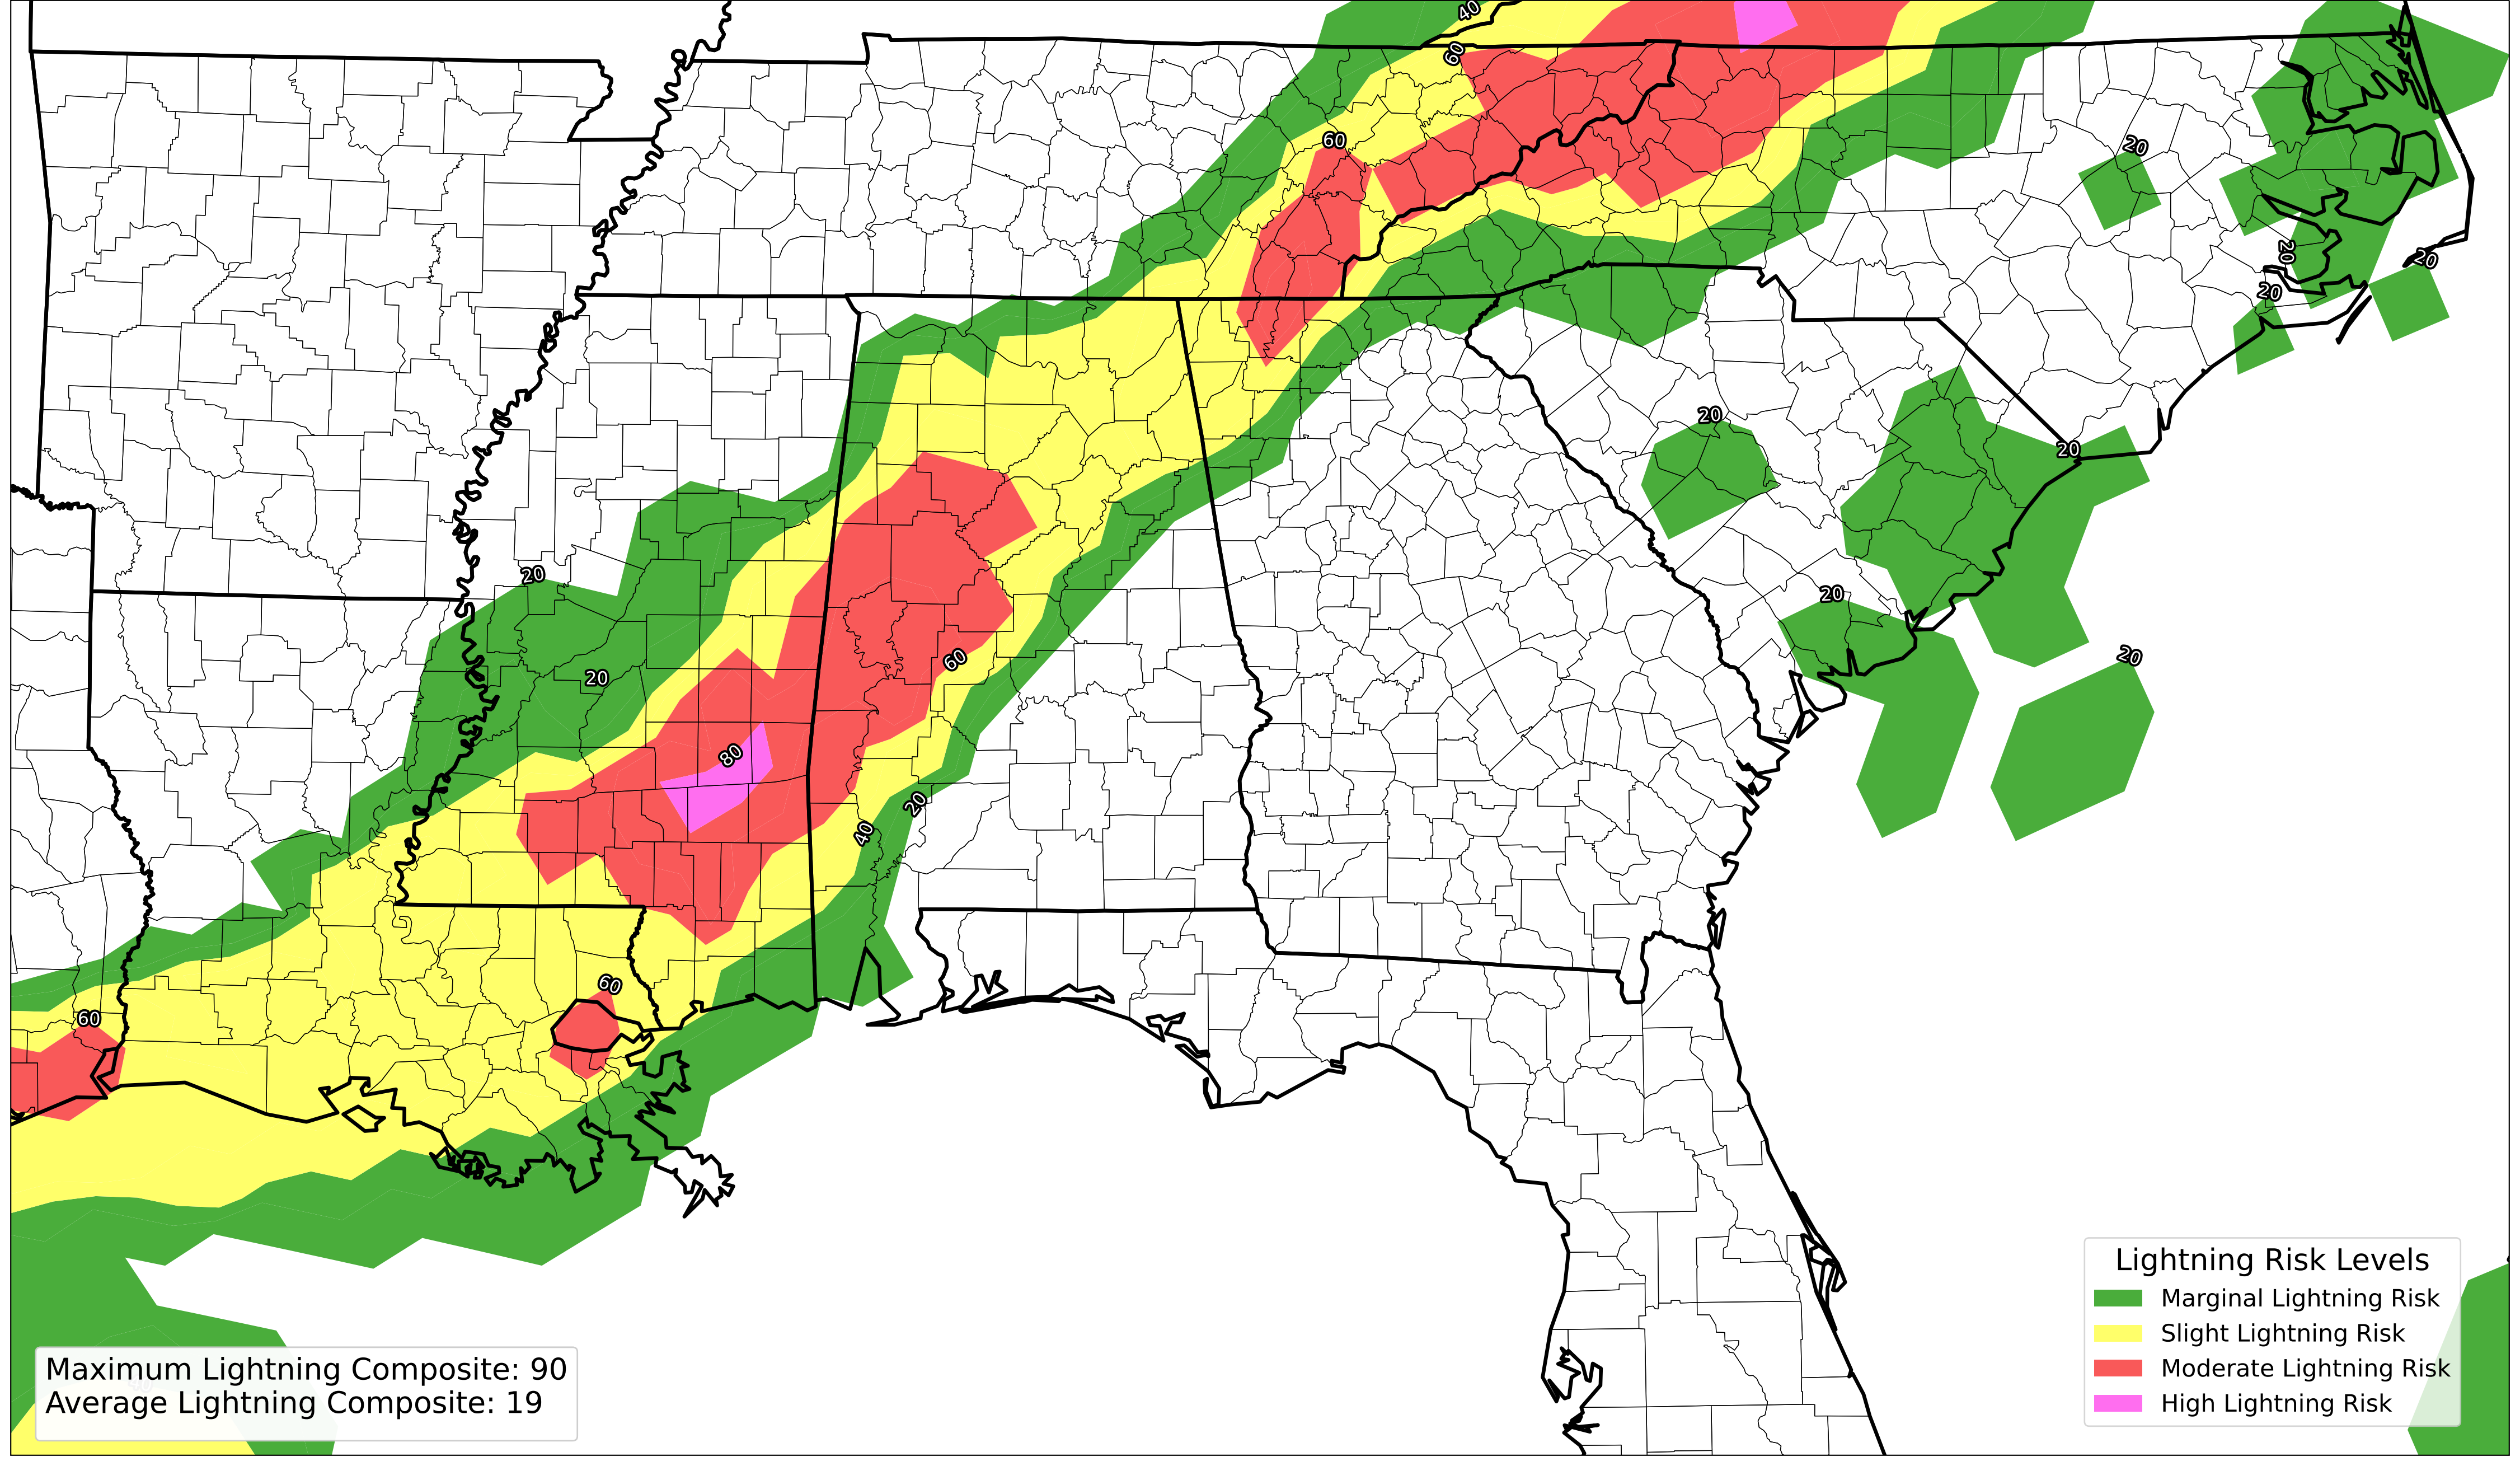 40
60
60
20
20
20
20
20
20
20
20
20
60
20
20
80
20
40
60
60
Lightning Risk Levels
Marginal Lightning Risk
Slight Lightning Risk
Moderate Lightning Risk
High Lightning Risk
Maximum Lightning Composite: 90
Average Lightning Composite: 19